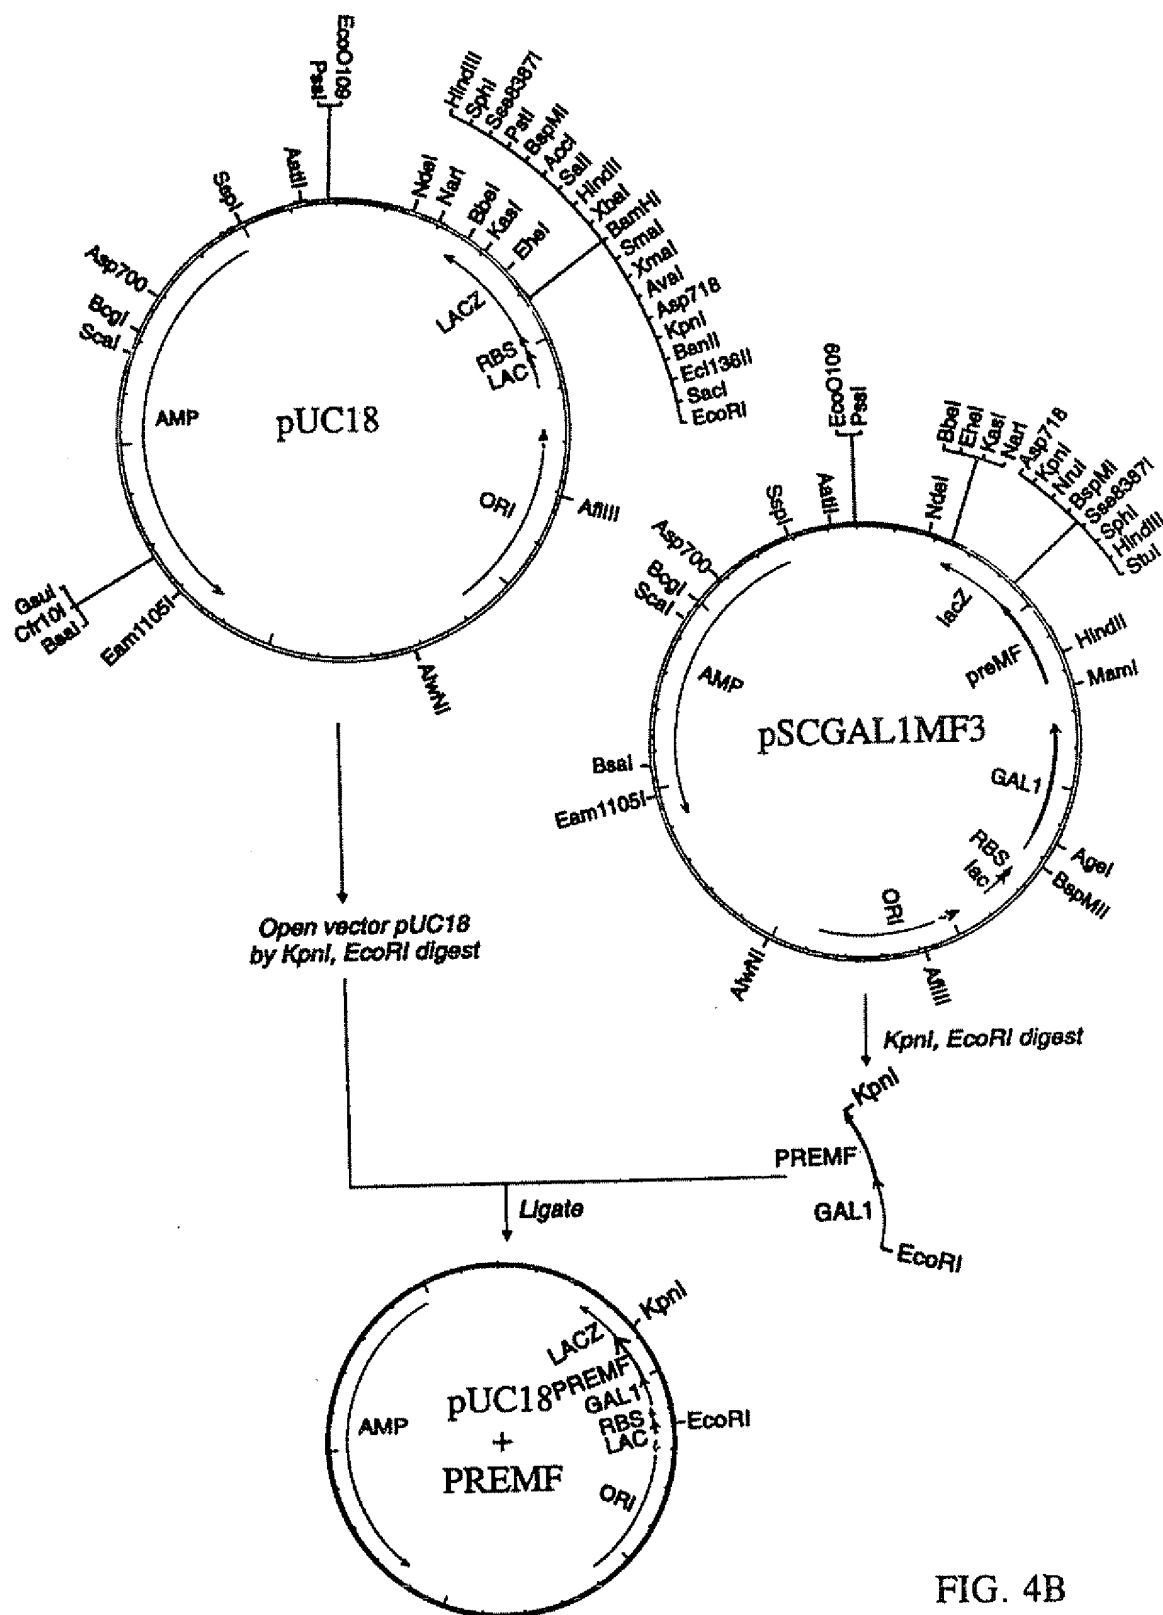 EcoO109
PssI
AatII
SspI
Asp700
BcgI
ScaI
NdeI
NarI
BbeI
KasI
EheI
HindIII
SphI
Sse8387I
PstI
BspMI
AccI
SalI
HindII
XbaI
BamHI
SmaI
XmaI
AvaI
Asp718
KpnI
BanII
Ecl136II
SacI
EcoRI
LACZ
RBS
LAC
AMP
pUC18
ORI
AflIII
GsuI
Cfr10I
BsaI
Eam1105I
AlwNI
EcoO109
PssI
AatII
SspI
Asp700
BcgI
ScaI
NdeI
BbeI
EheI
KasI
NarI
Asp718
KpnI
NruI
BspMI
Sse8387I
SphI
HindIII
StuI
lacZ
preMF
HindII
MamI
AMP
pSCGAL1MF3
BsaI
Eam1105I
GAL1
RBS
lac
AgeI
BspMII
ORI
AlwNI
AflIII
Open vector pUC18
by KpnI, EcoRI digest
KpnI, EcoRI digest
KpnI
PREMF
GAL1
EcoRI
Ligate
KpnI
LACZ
PREMF
GAL1
RBS
LAC
EcoRI
AMP
pUC18
+
PREMF
ORI
FIG. 4B